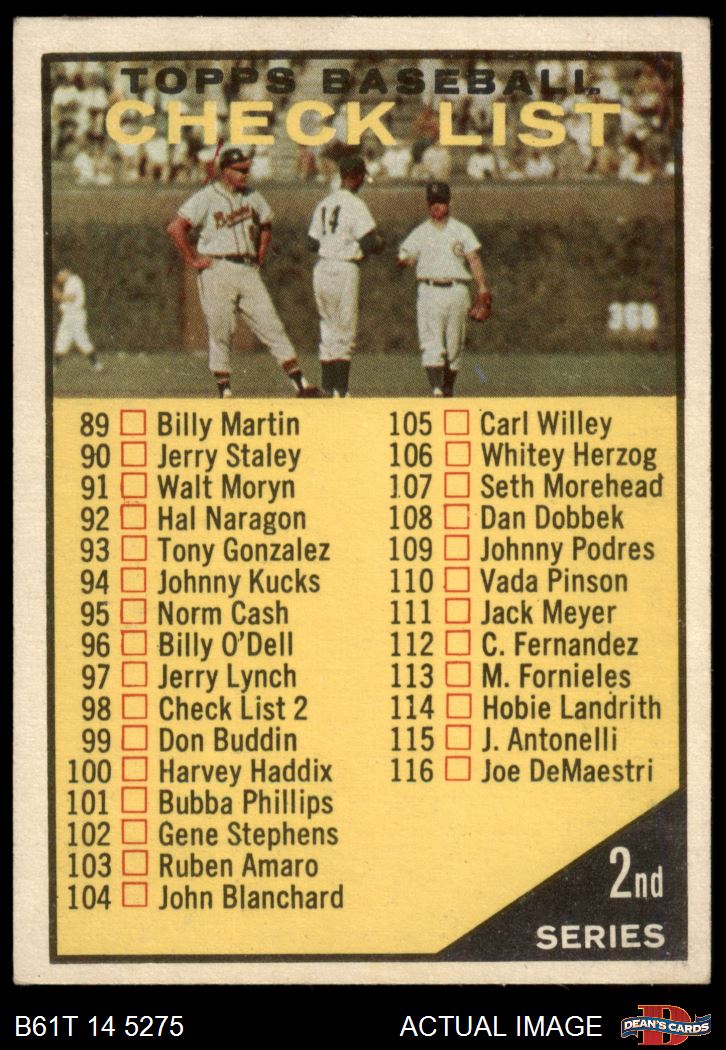 TOPPS BASEBALL
CHECK LIST
Braves
14
368
89 Billy Martin
90 Jerry Staley
91 Walt Moryn
92 Hal Naragon
93 Tony Gonzalez
94 Johnny Kucks
95 Norm Cash
96 Billy O'Dell
97 Jerry Lynch
98 Check List 2
99 Don Buddin
100 Harvey Haddix
101 Bubba Phillips
102 Gene Stephens
103 Ruben Amaro
104 John Blanchard
105 Carl Willey
106 Whitey Herzog
107 Seth Morehead
108 Dan Dobbek
109 Johnny Podres
110 Vada Pinson
111 Jack Meyer
112 C. Fernandez
113 M. Fornieles
114 Hobie Landrith
115 J. Antonelli
116 Joe DeMaestri
2nd
SERIES
B61T 14 5275
ACTUAL IMAGE
D
DEAN'S CARDS